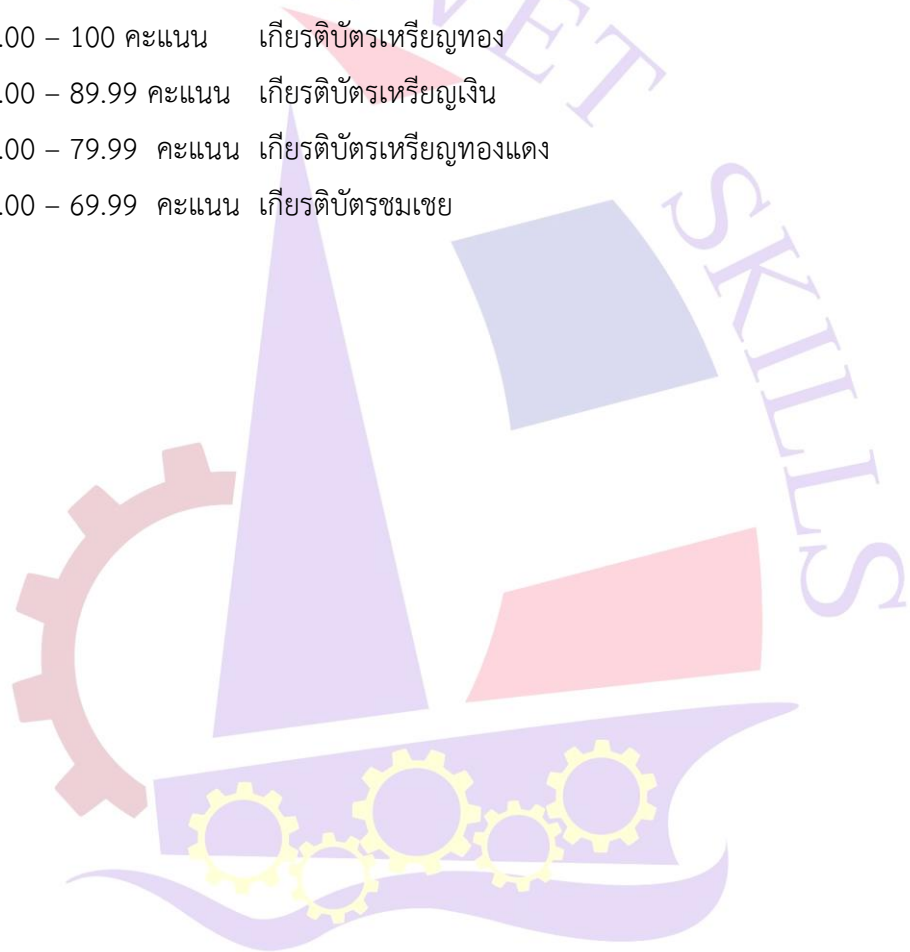 .00 – 100 คะแนน เกียรติบัตรเหรียญทอง
.00 – 89.99 คะแนน เกียรติบัตรเหรียญเงิน
.00 – 79.99 คะแนน เกียรติบัตรเหรียญทองแดง
.00 – 69.99 คะแนน เกียรติบัตรชมเชย
VET SKILLS